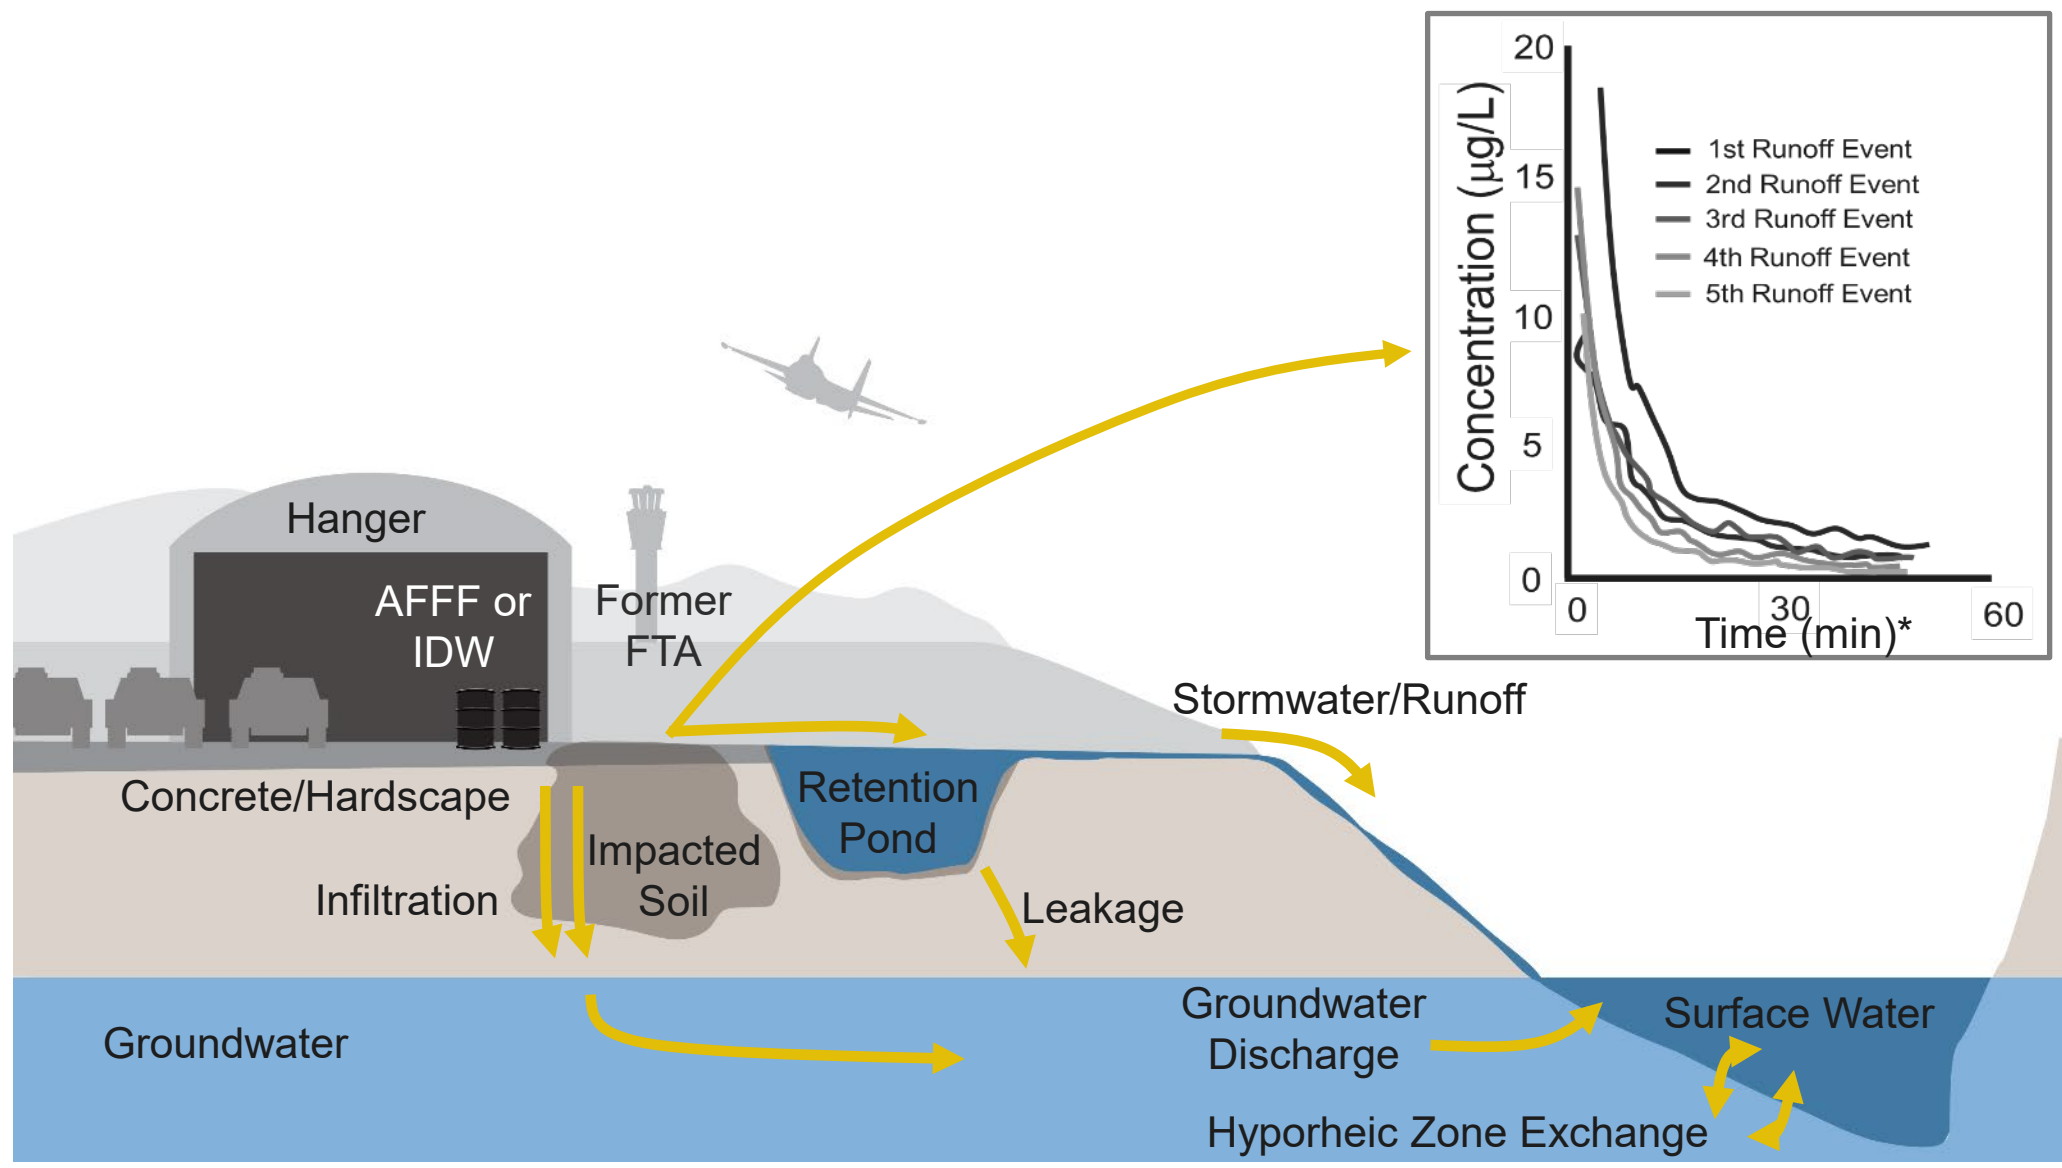 20
15
10
5
0
Concentration (µg/L)
1st Runoff Event
2nd Runoff Event
3rd Runoff Event
4th Runoff Event
5th Runoff Event
0
30
60
Time (min)*
Hanger
AFFF or
IDW
Former
FTA
Stormwater/Runoff
Concrete/Hardscape
Retention
Pond
Impacted
Soil
Infiltration
Leakage
Groundwater
Groundwater
Discharge
Surface Water
Hyporheic Zone Exchange